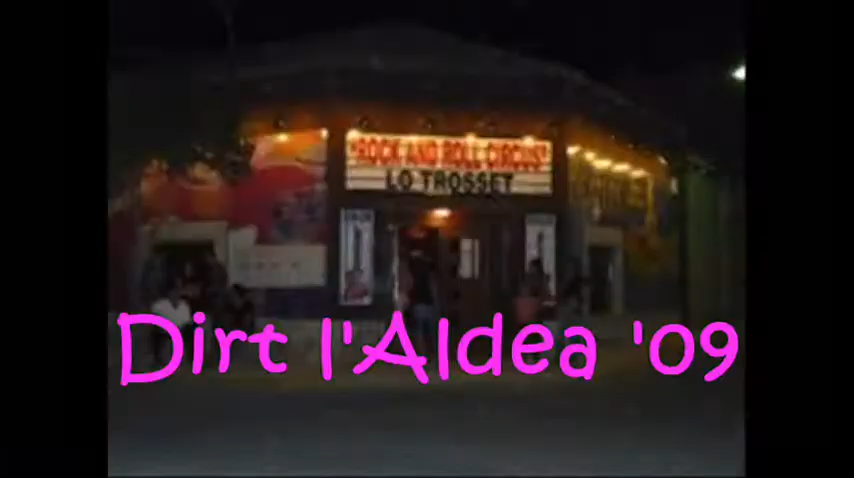 "ROCK AND ROLL CIRCUS"
LO TROSSET
Dirt l'Aldea '09